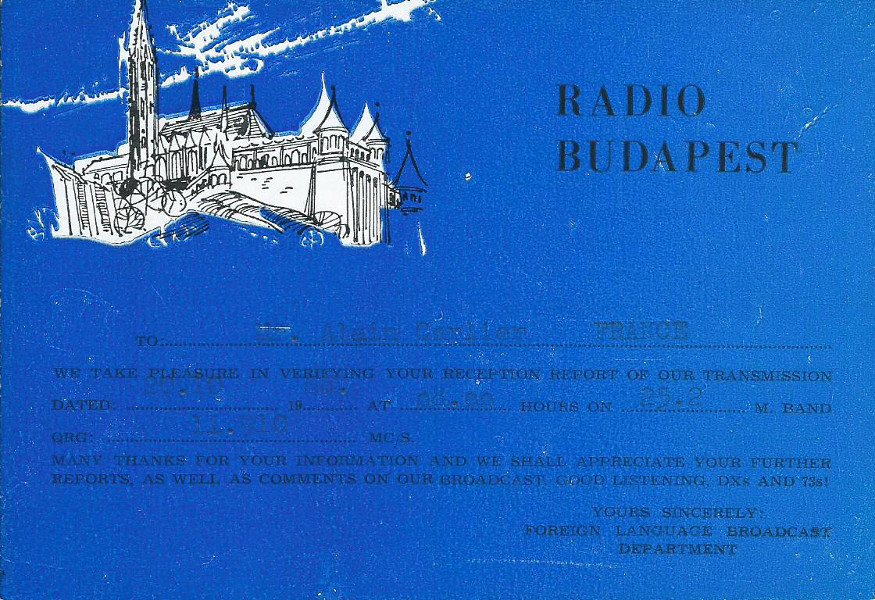 RADIO
BUDAPEST
TO: Mr. Alain FRANCE
WE TAKE PLEASURE IN VERIFYING YOUR RECEPTION REPORT OF OUR TRANSMISSION
DATED: 19 AT HOURS ON 25.2 M. BAND
QRG: MC S.
MANY THANKS FOR YOUR INFORMATION AND WE SHALL APPRECIATE YOUR FURTHER
REPORTS, AS WELL AS COMMENTS ON OUR BROADCAST. GOOD LISTENING. DXs AND 73s!
YOURS SINCERELY:
FOREIGN LANGUAGE BROADCAST
DEPARTMENT